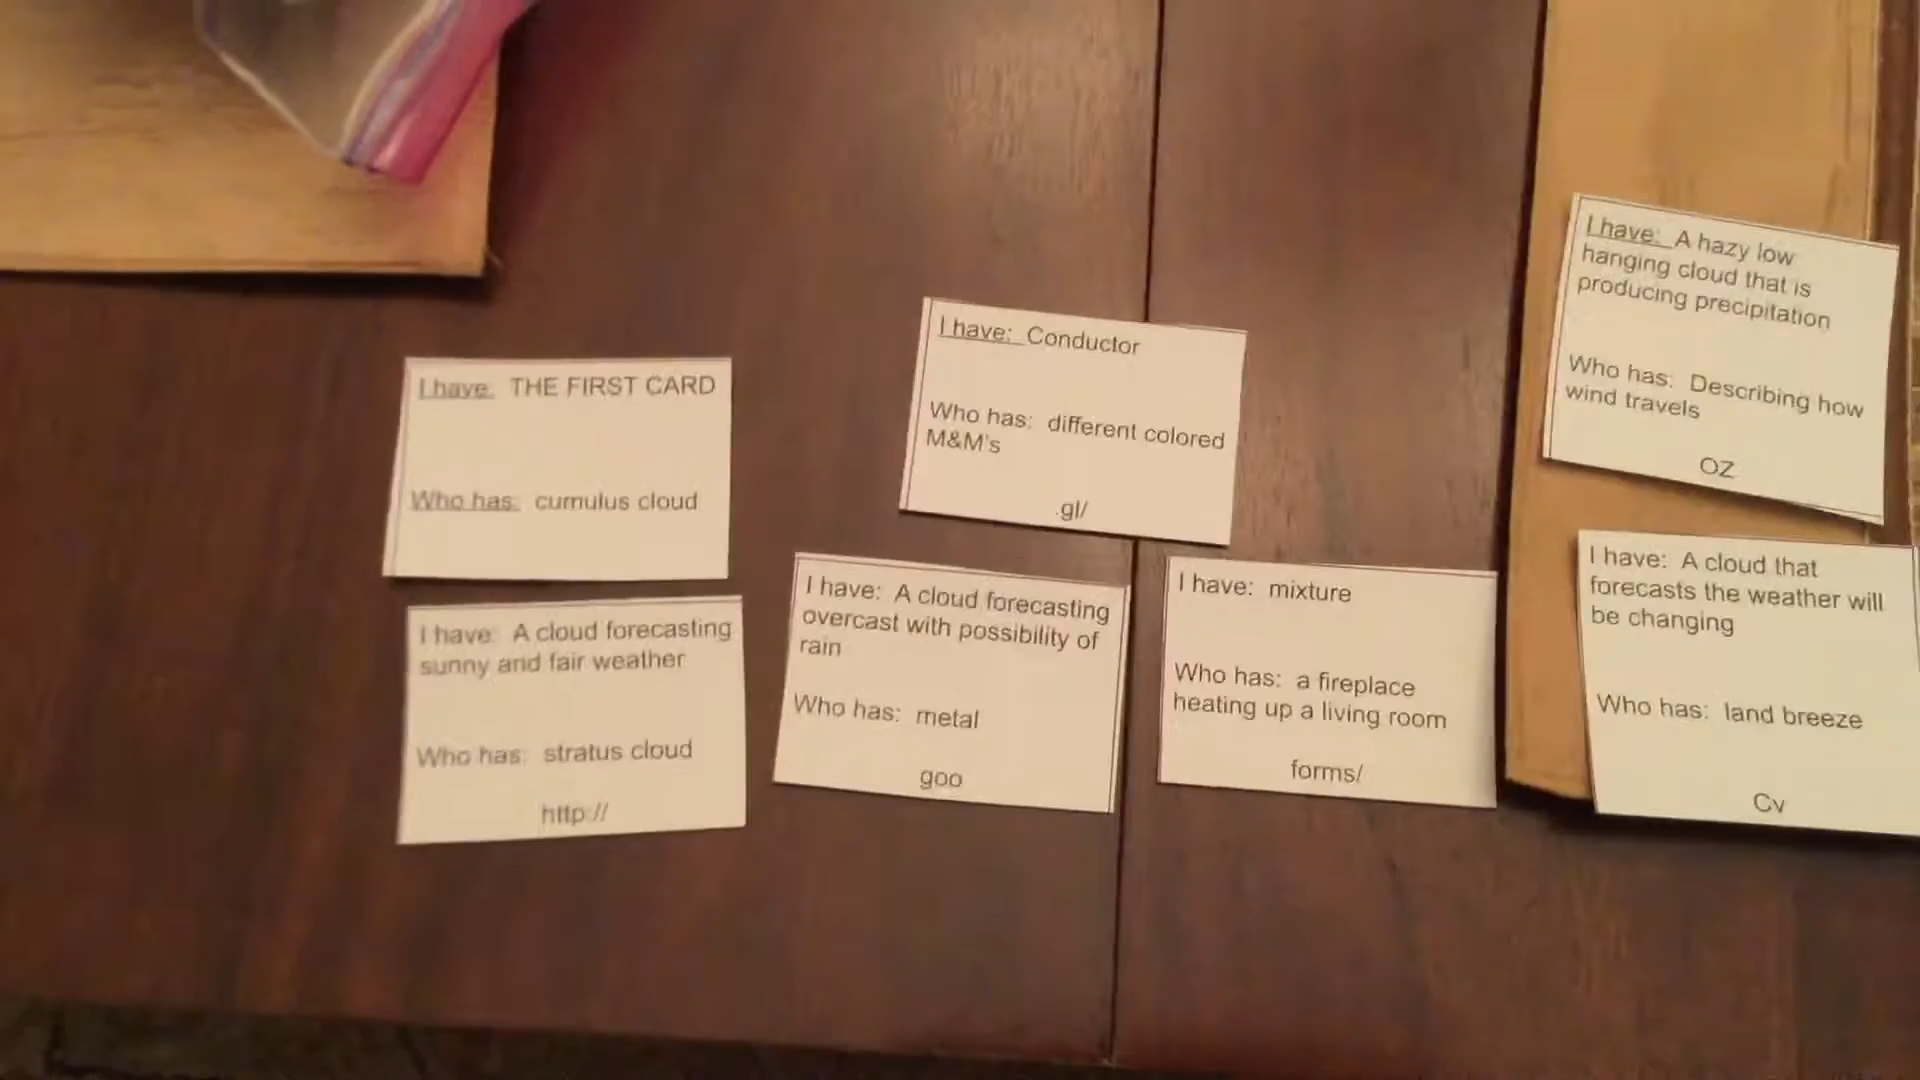 I have: THE FIRST CARD
Who has: cumulus cloud
I have: A cloud forecasting
sunny and fair weather
Who has: stratus cloud
http://
I have: Conductor
Who has: different colored
M&M's
.gl/
I have: A cloud forecasting
overcast with possibility of
rain
Who has: metal
goo
I have: mixture
Who has: a fireplace
heating up a living room
forms/
I have: A hazy low
hanging cloud that is
producing precipitation
Who has: Describing how
wind travels
OZ
I have: A cloud that
forecasts the weather will
be changing
Who has: land breeze
Cv